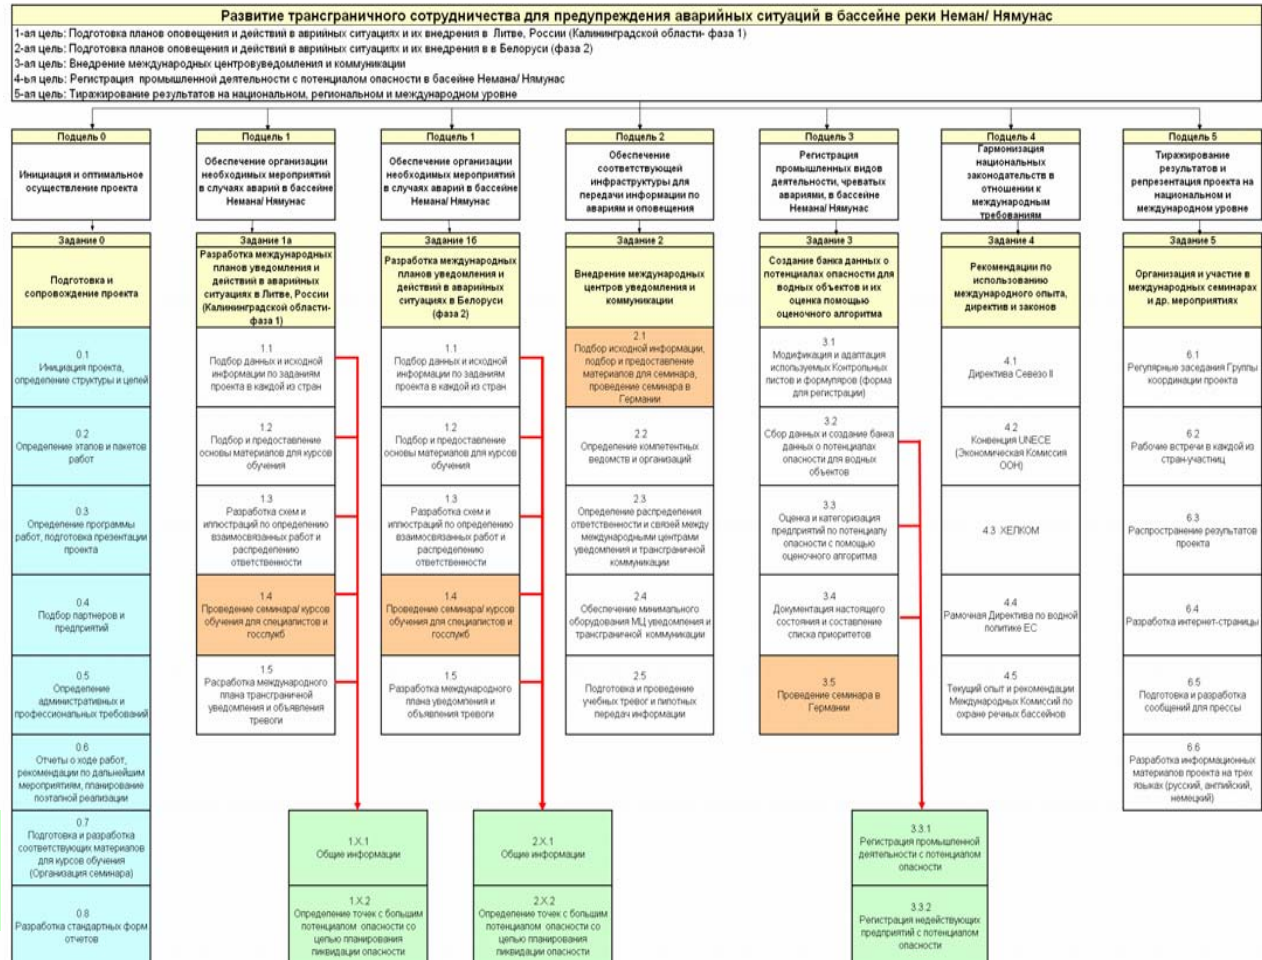 Развитие трансграничного сотрудничества для предупреждения аварийных ситуаций в бассейне реки Неман/ Нямунас
1-ая цель: Подготовка планов оповещения и действий в аврийных ситуациях и их внедрения в Литве, России (Калининградской области- фаза 1)
2-ая цель: Подготовка планов оповещения и действий в аврийных ситуациях и их внедрения в в Белоруси (фаза 2)
3-ая цель: Внедрение международных центровуведомления и коммуникации
4-ья цель: Регистрация промышленной деятельности с потенциалом опасности в басейне Немана/ Нямунас
5-ая цель: Тиражирование результатов на национальном, региональном и международном уровне
Подцель 0
Инициация и оптимальное
осуществление проекта
Задание 0
Подготовка и
сопровождение проекта
0.1
Инициация проекта,
определение структуры и целей
0.2
Определение этапов и пакетов
работ
0.3
Определение программы
работ, подготовка презентации
проекта
0.4
Подбор партнеров и
предприятий
0.5
Определение
административных и
профессиональных требований
0.6
Отчеты о ходе работ,
рекомендации по дальнейшим
мероприятиям, планирование
поэтапной реализации
0.7
Подготовка и разработка
соответствующих материалов
для курсов обучения
(Организация семинара)
0.8
Разработка стандартных форм
отчетов
Подцель 1
Обеспечение организации
необходимых мероприятий
в случаях аварий в бассейне
Немана/ Нямунас
Задание 1а
Разработка международных
планов уведомления и
действий в аварийных
ситуациях в Литве, России
(Калининградской области-
фаза 1)
1.1
Подбор данных и исходной
информации по заданиям
проекта в каждой из стран
1.2
Подбор и предоставление
основы материалов для курсов
обучения
1.3
Разработка схем и
иллюстраций по определению
взаимосвязанных работ и
распределению
ответственности
1.4
Проведение семинара/ курсов
обучения для специалистов и
госслужб
1.5
Расработка международного
плана трансграничной
уведомления и объявления
тревоги
1.X.1
Общие информации
1.X.2
Определение точек с большим
потенциалом опасности со
целью планирования
ликвидации опасности
Подцель 1
Обеспечение организации
необходимых мероприятий
в случаях аварий в бассейне
Немана/ Нямунас
Задание 1б
Разработка международных
планов уведомления и
действий в аварийных
ситуациях в Белоруси
(фаза 2)
1.1
Подбор данных и исходной
информации по заданиям
проекта в каждой из стран
1.2
Подбор и предоставление
основы материалов для курсов
обучения
1.3
Разработка схем и
иллюстраций по определению
взаимосвязанных работ и
распределению
ответственности
1.4
Проведение семинара/ курсов
обучения для специалистов и
госслужб
1.5
Разработка международного
плана уведомления и
объявления тревоги
2.X.1
Общие информации
2.X.2
Определение точек с большим
потенциалом опасности со
целью планирования
ликвидации опасности
Подцель 2
Обеспечение
соответствующей
инфраструктуры для
передачи информации по
авариям и оповещения
Задание 2
Внедрение международных
центров уведомления и
коммуникации
2.1
Подбор исходной информации,
подбор и предоставление
материалов для семинара,
проведение семинара в
Германии
2.2
Определение компетентных
ведомств и организаций
2.3
Определение распределения
ответственности и связей между
международными центрами
уведомления и трансграничной
коммуникации
2.4
Обеспечение минимального
оборудования МЦ уведомления и
трансграничной коммуникации
2.5
Подготовка и проведение
учебных тревог и пилотных
передач информации
Подцель 3
Регистрация
промышленных видов
деятельности, чреватых
авариями, в бассейне
Немана/ Нямунас
Задание 3
Создание банка данных о
потенциалах опасности для
водных объектов и их
оценка помощью
оценочного алгоритма
3.1
Модификация и адаптация
используемых Контрольных
листов и формуляров (форма
для регистрации)
3.2
Сбор данных и создание банка
данных о потенциалах
опасности для водных
объектов
3.3
Оценка и категоризация
предприятий по потенциалу
опасности с помощью
оценочного алгоритма
3.4
Документация настоящего
состояния и составление
списка приоритетов
3.5
Проведение семинара в
Германии
3.3.1
Регистрация промышленной
деятельности с потенциалом
опасности
3.3.2
Регистрация недействующих
предприятий с потенциалом
опасности
Подцель 4
Гармонизация
национальных
законодательств в
отношении к
международным
требованиям
Задание 4
Рекомендации по
использованию
международного опыта,
директив и законов
4.1
Директива Севезо II
4.2
Конвенция UNECE
(Экономическая Комиссия
ООН)
4.3 ХЕЛКОМ
4.4
Рамочная Директива по водной
политике ЕС
4.5
Текущий опыт и рекомендации
Международных Комиссий по
охране речных бассейнов
Подцель 5
Тиражирование
результатов и
репрезентация проекта на
национальном и
международном уровне
Задание 5
Организация и участие в
международных семинарах
и др. мероприятиях
6.1
Регулярные заседания Группы
координации проекта
6.2
Рабочие встречи в каждой из
стран-участниц
6.3
Распространение результатов
проекта
6.4
Разработка интернет-страницы
6.5
Подготовка и разработка
сообщений для прессы
6.6
Разработка информационных
материалов проекта на трех
языках (русский, английский,
немецкий)